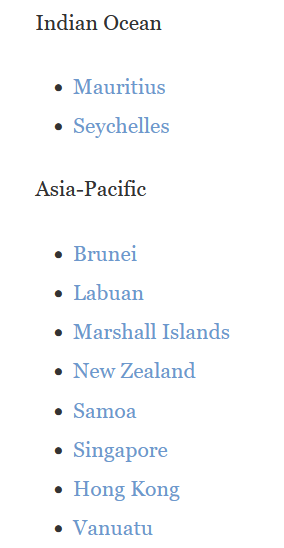 Indian Ocean
• Mauritius
• Seychelles
Asia-Pacific
• Brunei
• Labuan
• Marshall Islands
• New Zealand
• Samoa
• Singapore
• Hong Kong
• Vanuatu